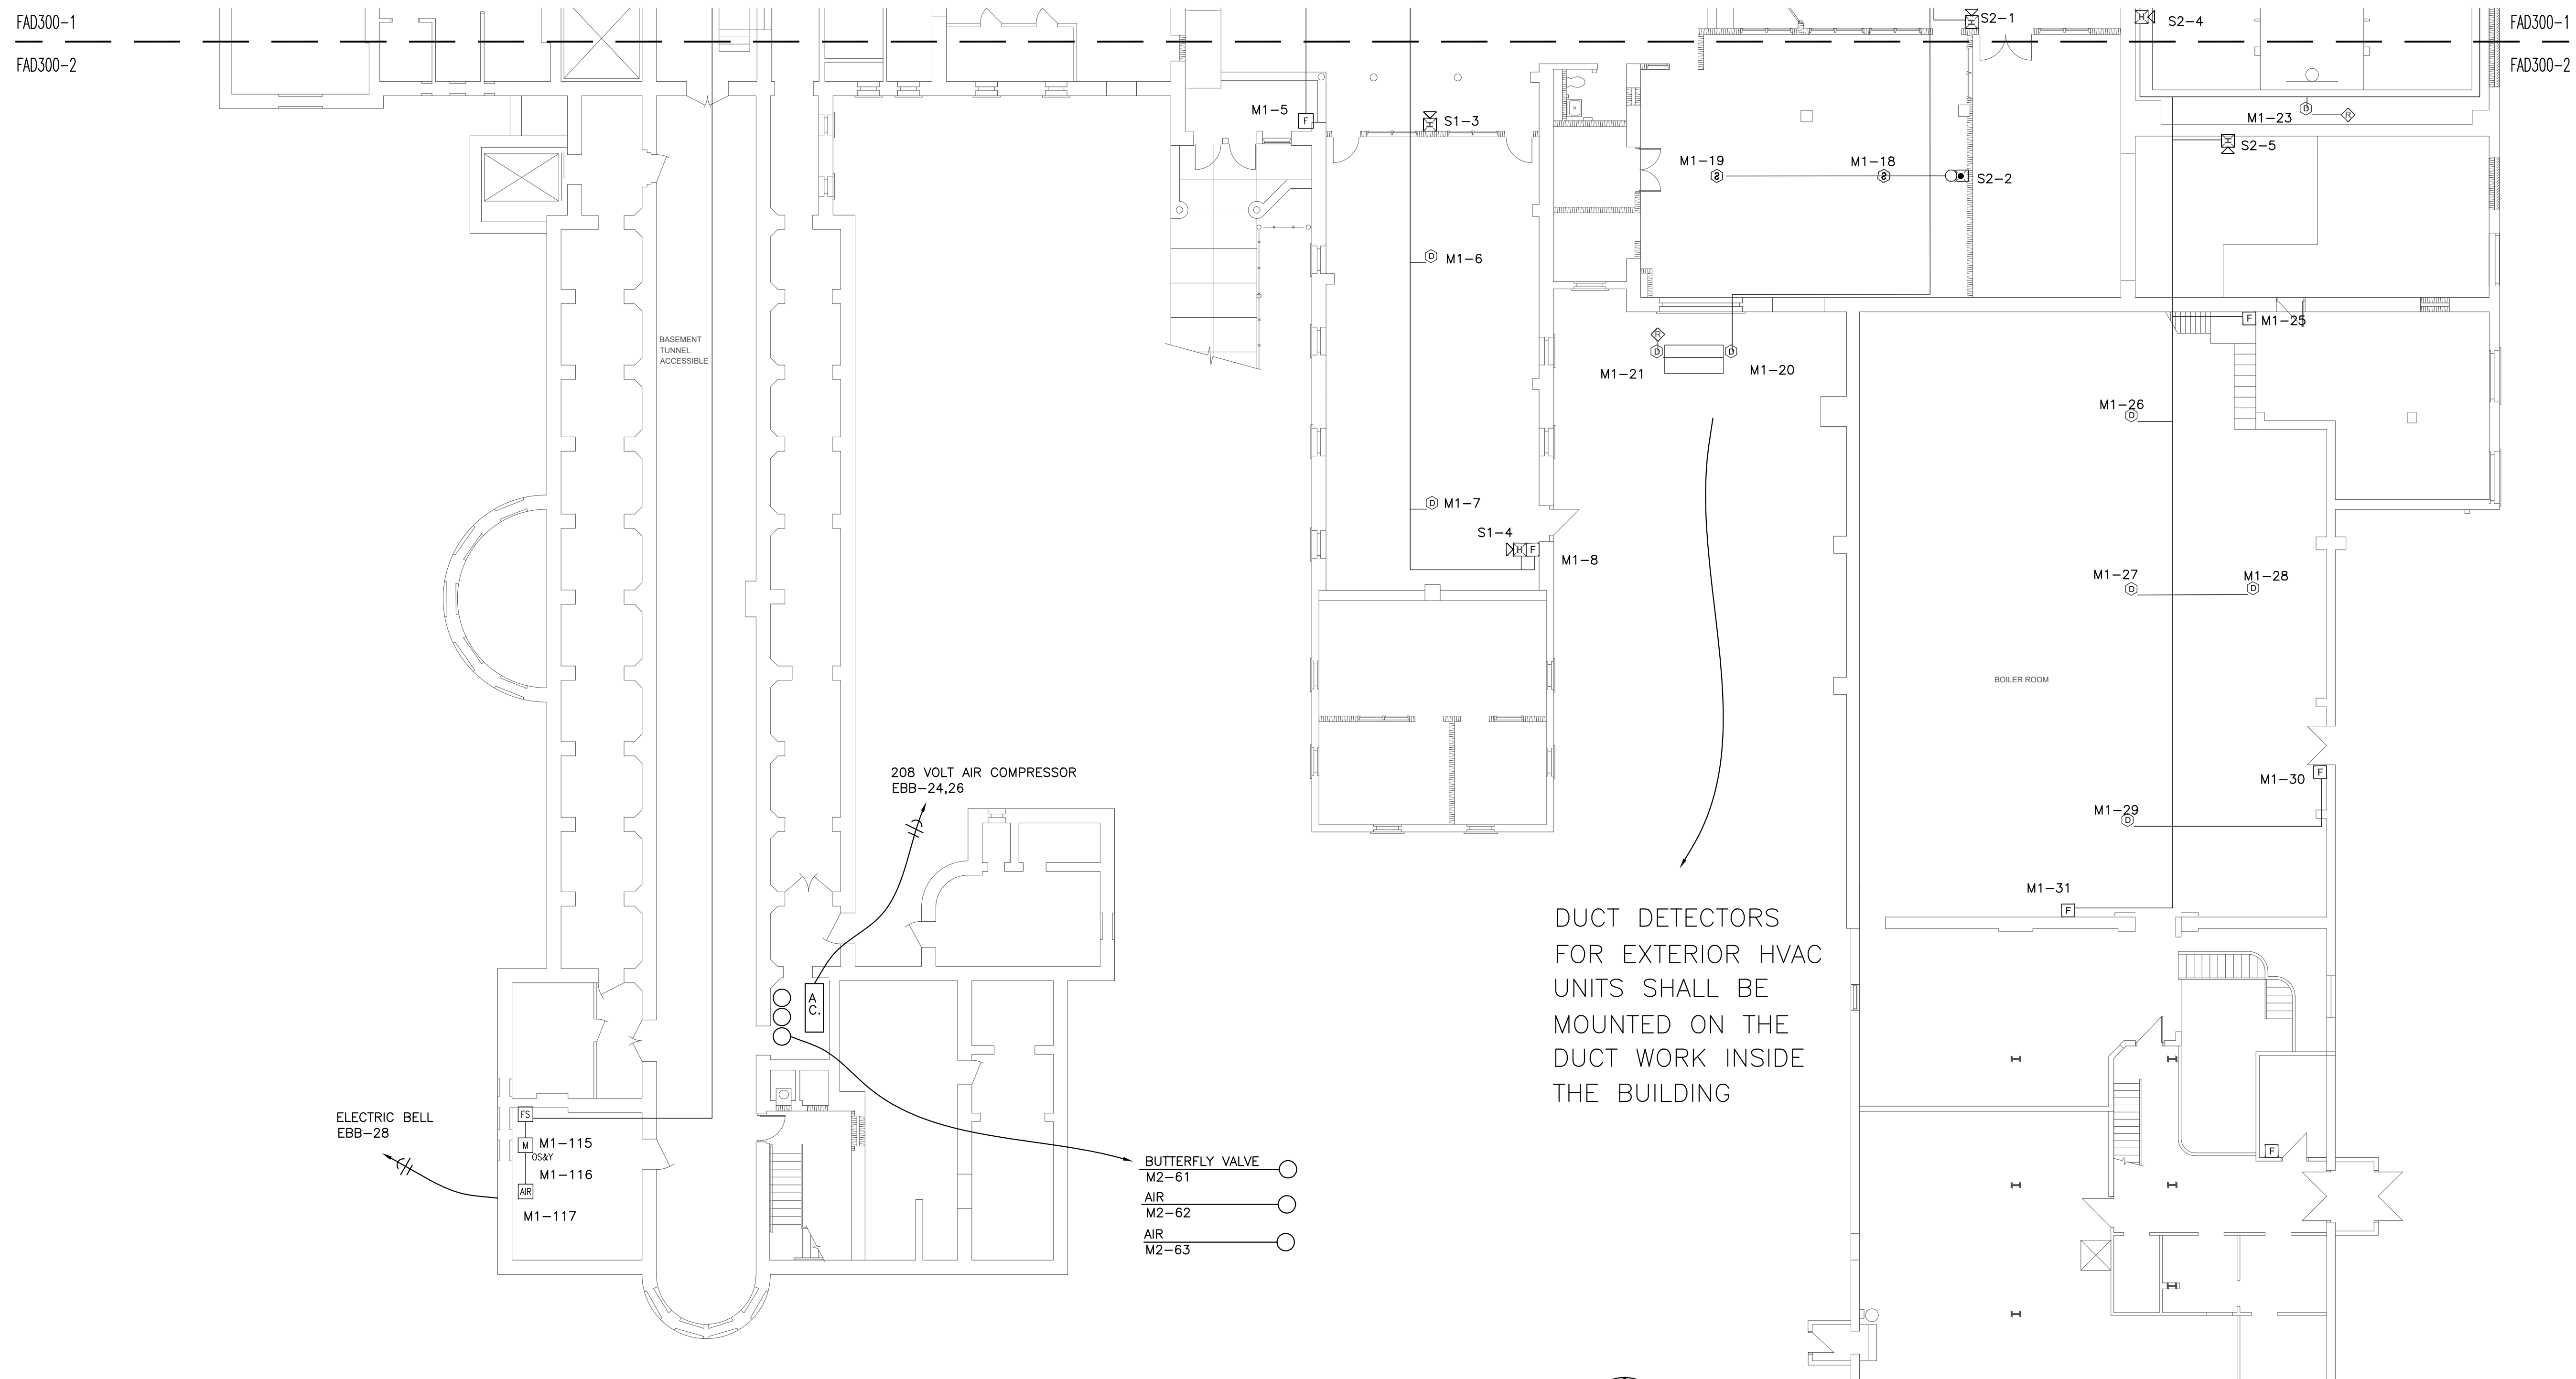 FAD300-1
FAD300-1
FAD300-2
FAD300-2
S2-1
H
S2-4
M1-5
F
S1-3
D
R
M1-23
S2-5
M1-19
M1-18
S
S
S2-2
D
M1-6
BASEMENT
TUNNEL
ACCESSIBLE
R
D
D
M1-21
M1-20
F
M1-25
M1-26
D
D
M1-7
S1-4
H
F
M1-8
M1-27
M1-28
D
D
BOILER ROOM
208 VOLT AIR COMPRESSOR
EBB-24,26
F
M1-30
M1-29
D
M1-31
F
DUCT DETECTORS
FOR EXTERIOR HVAC
UNITS SHALL BE
MOUNTED ON THE
DUCT WORK INSIDE
THE BUILDING
A
C.
ELECTRIC BELL
EBB-28
FS
M
M1-115
OS&Y
M1-116
AIR
M1-117
BUTTERFLY VALVE
M2-61
AIR
M2-62
AIR
M2-63
F